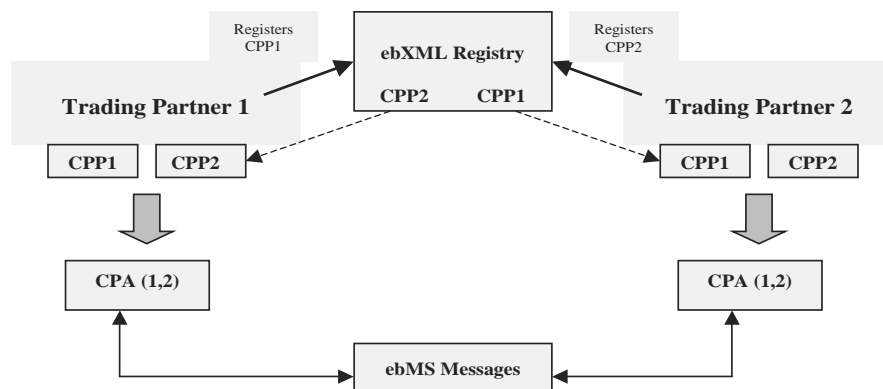 Registers
CPP1
ebXML Registry
Registers
CPP2
Trading Partner 1
CPP2 CPP1
Trading Partner 2
CPP1 CPP2
CPP1 CPP2
CPA (1,2)
CPA (1,2)
ebMS Messages